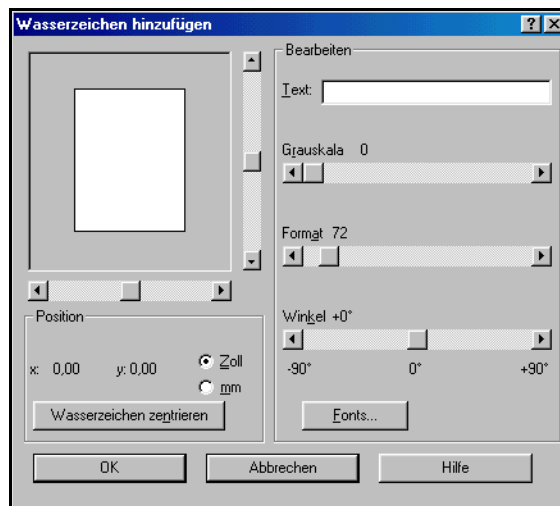 Wasserzeichen hinzufügen
Bearbeiten
Text:
Grauskala 0
Format 72
Position
x: 0,00 y: 0,00
Zoll
mm
Wasserzeichen zentrieren
Winkel +0°
-90° 0° +90°
Fonts...
OK Abbrechen Hilfe